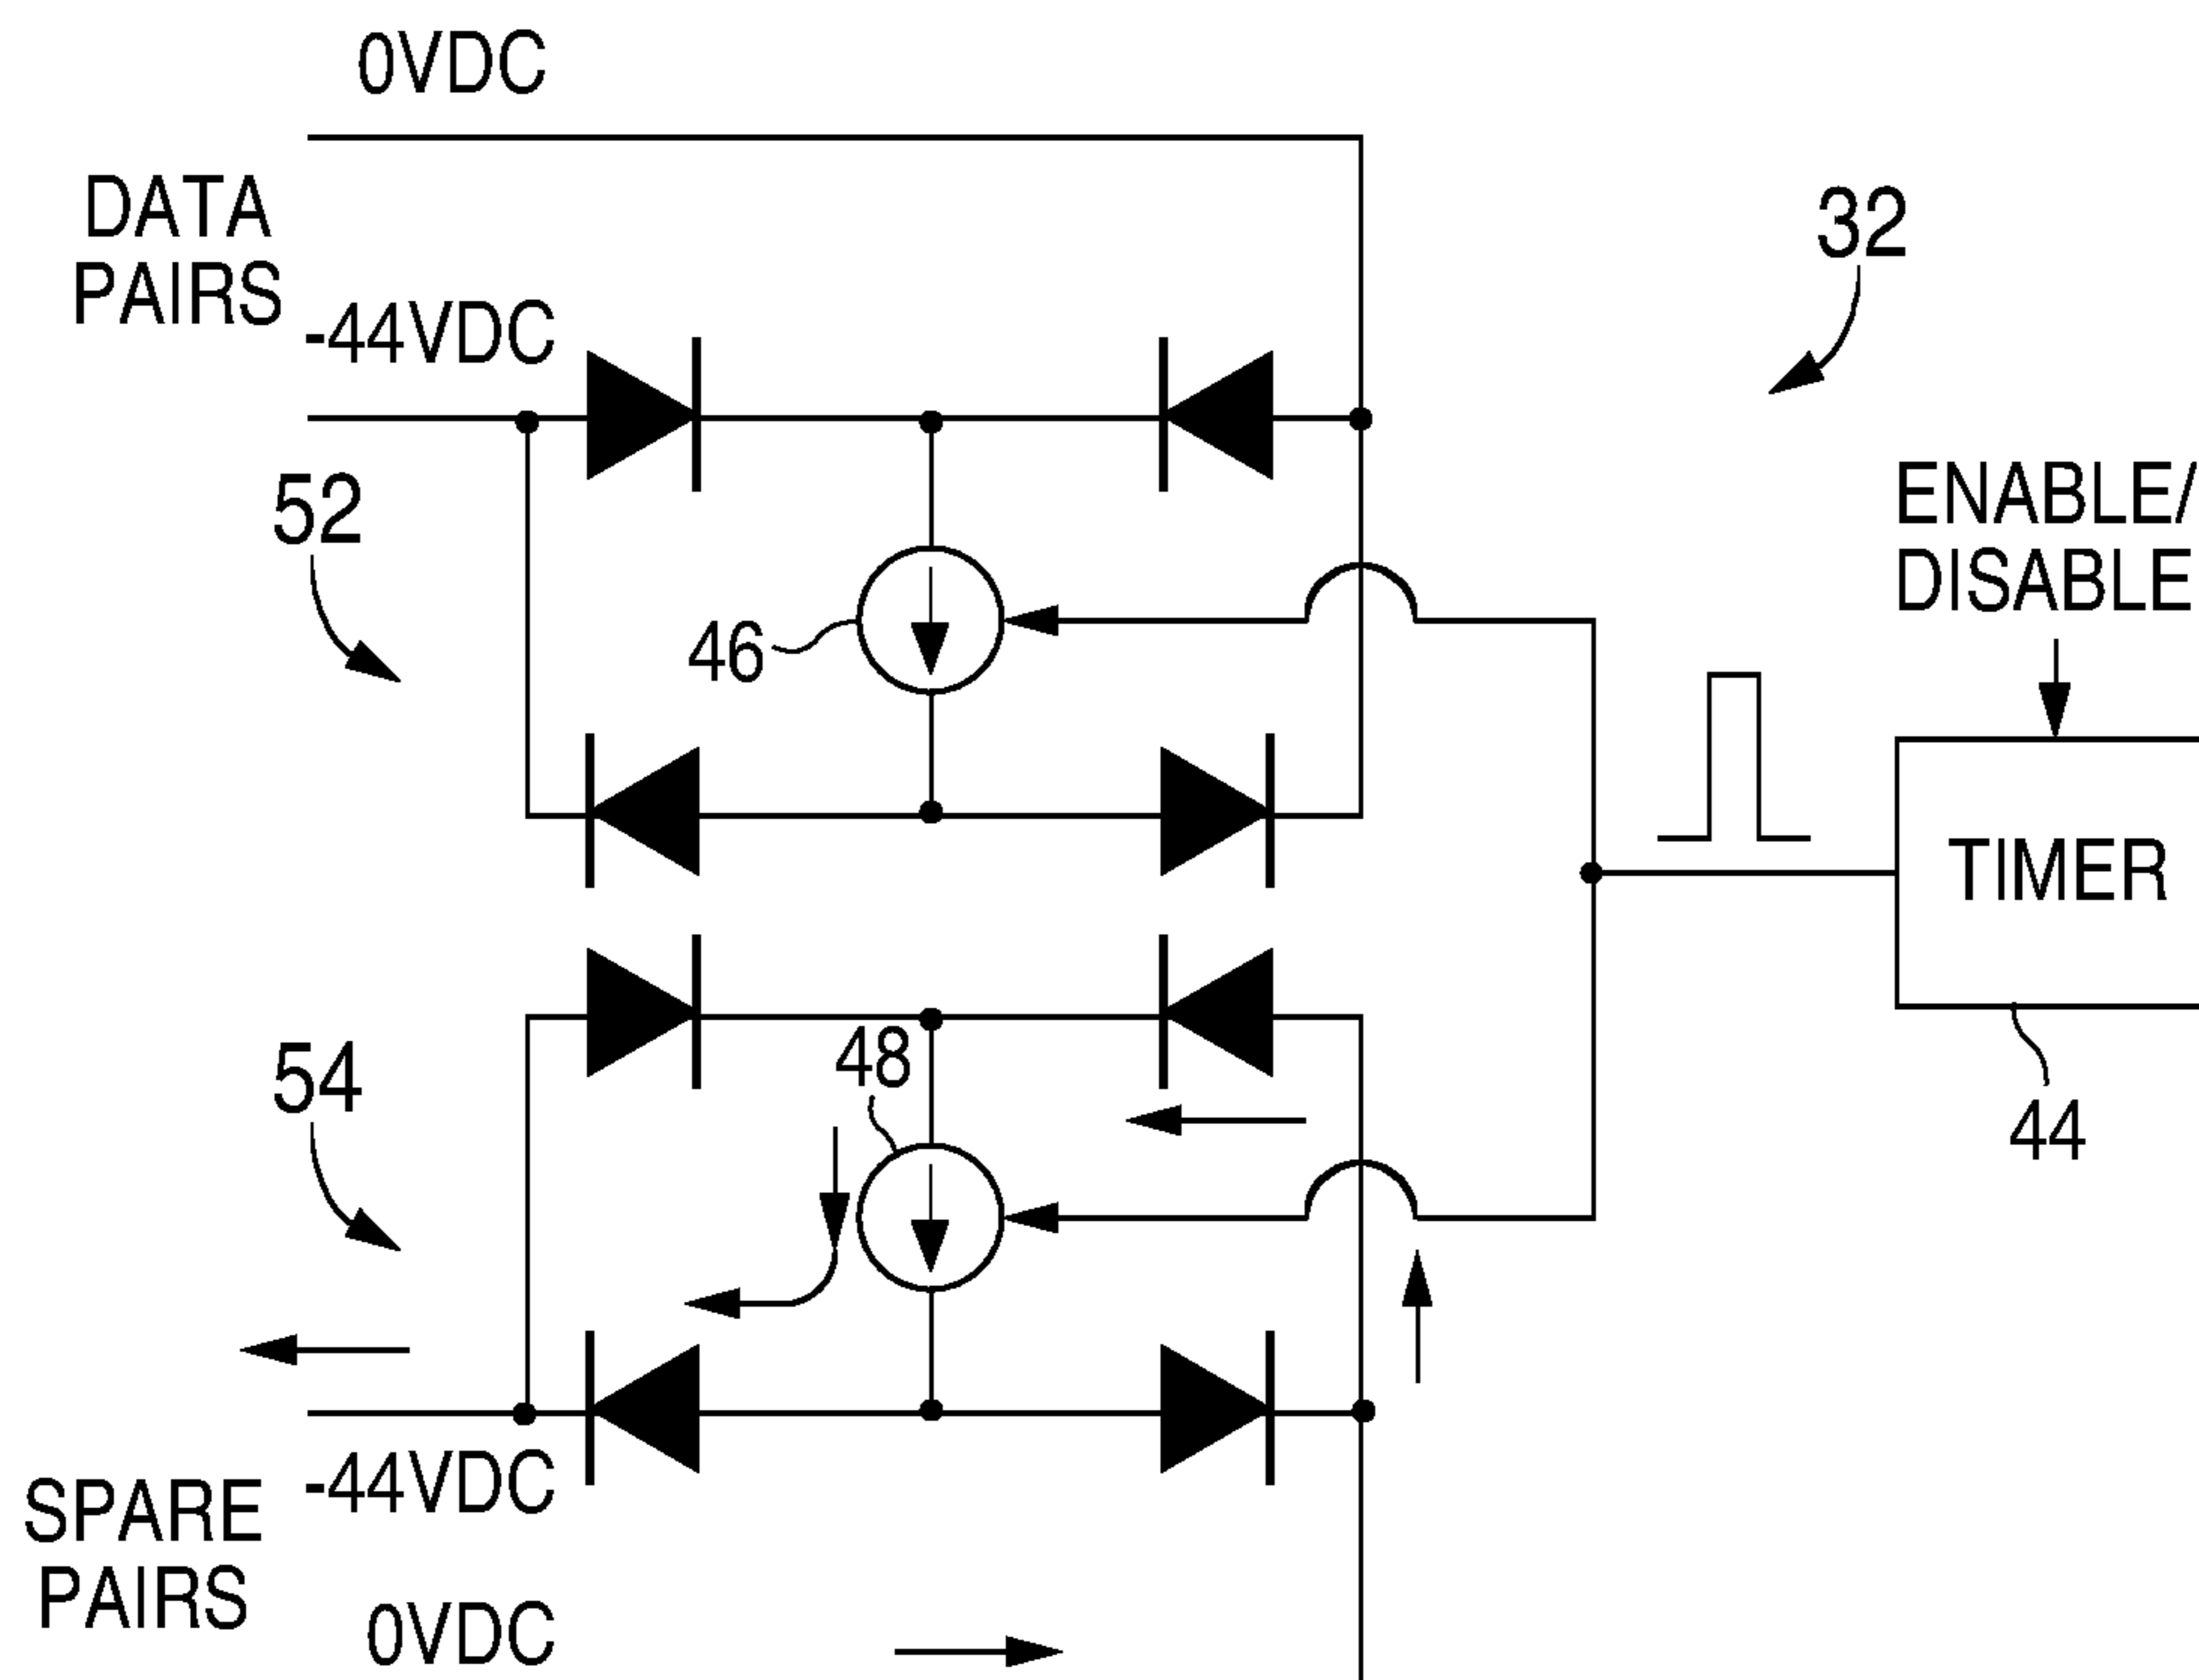 0VDC
DATA
PAIRS
-44VDC
32
52
46
ENABLE/
DISABLE
TIMER
44
54
48
-44VDC
SPARE
PAIRS
0VDC